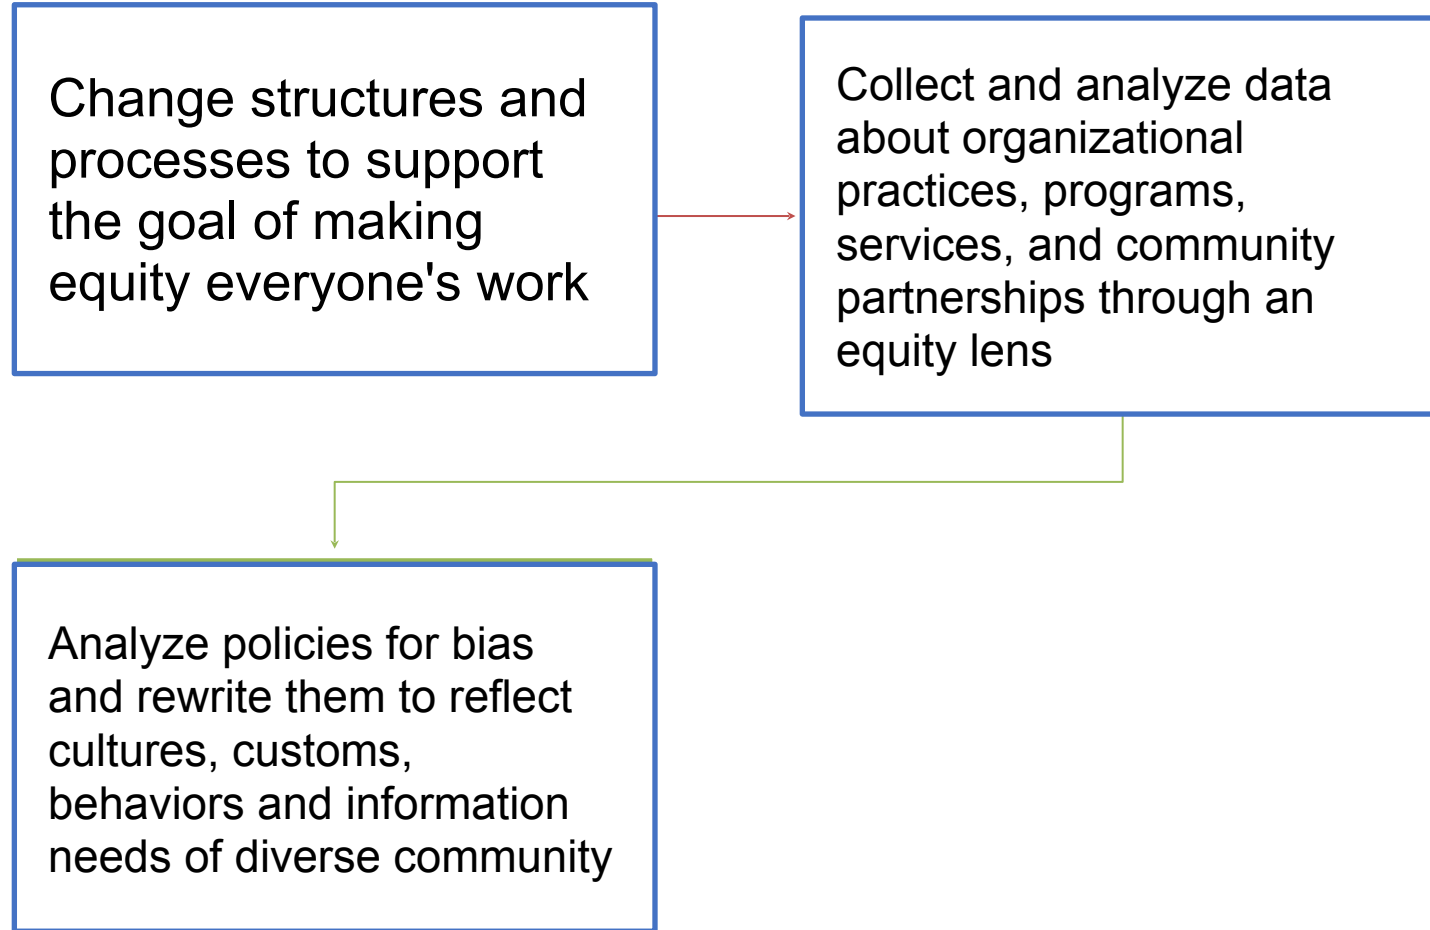 Change structures and
processes to support
the goal of making
equity everyone's work
Collect and analyze data
about organizational
practices, programs,
services, and community
partnerships through an
equity lens
Analyze policies for bias
and rewrite them to reflect
cultures, customs,
behaviors and information
needs of diverse community